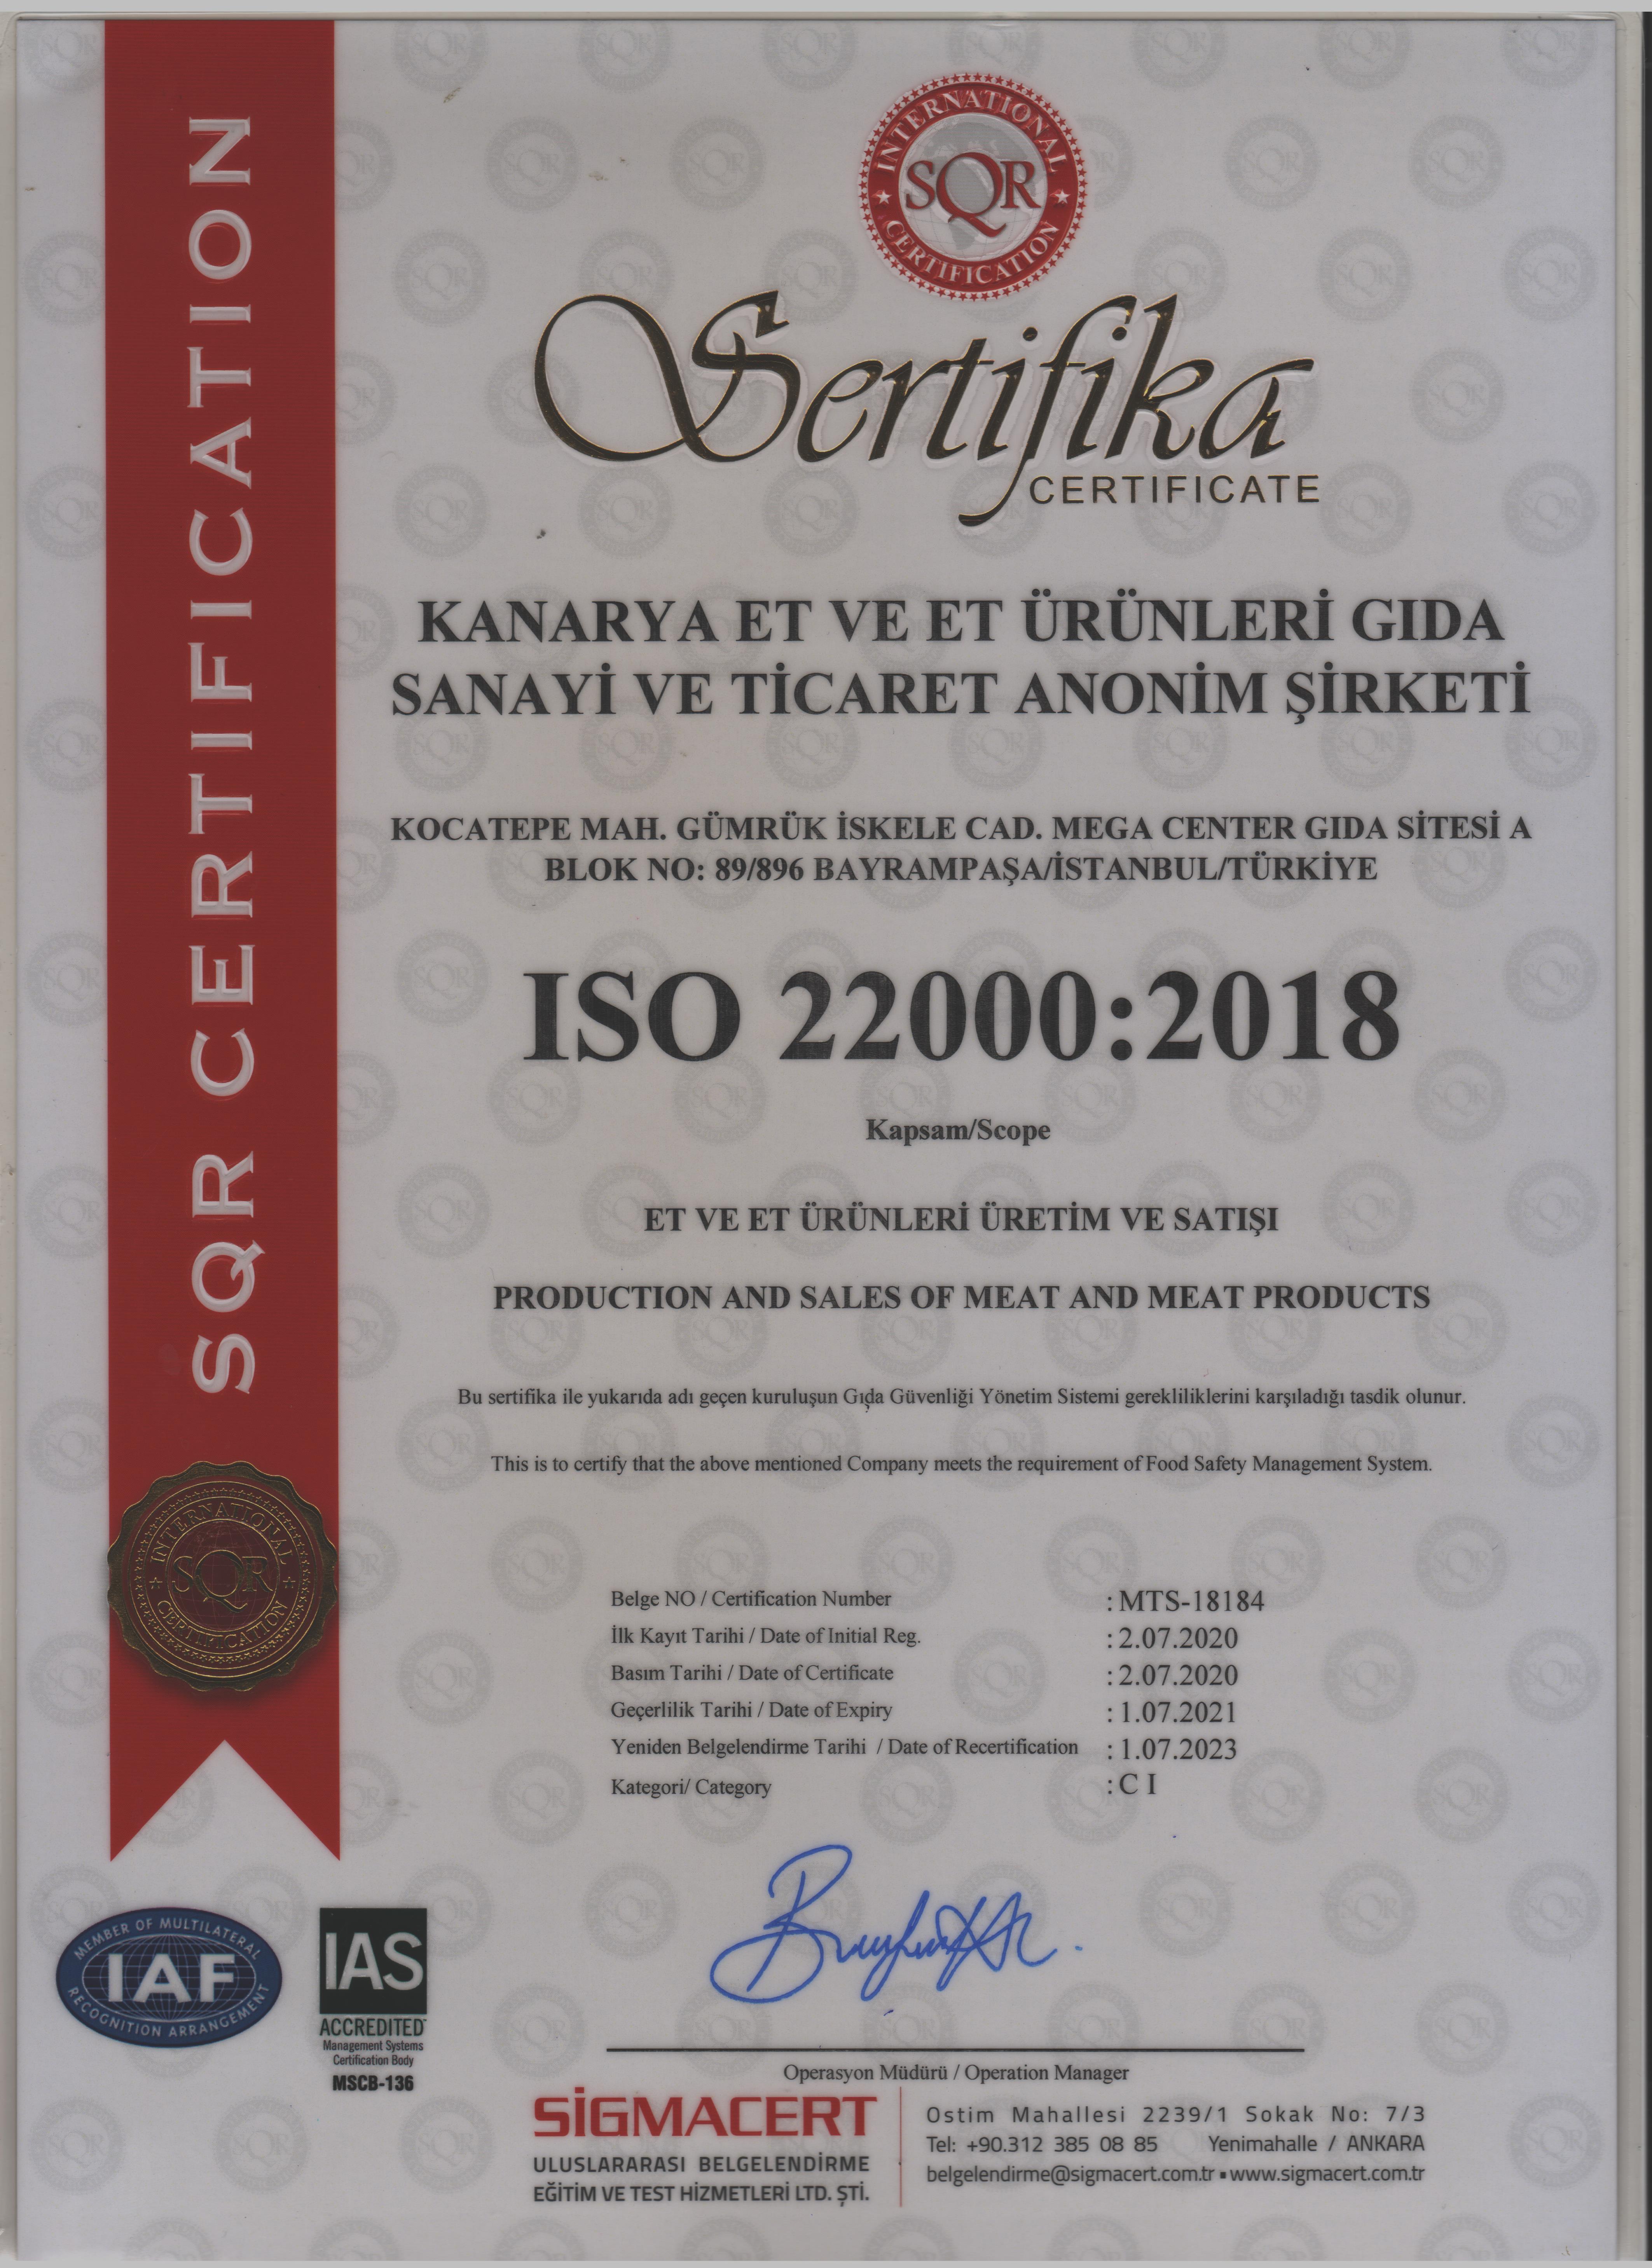 SQR CERTIFICATION
INTERNATIONAL
SQR
CERTIFICATION
Sertifika
CERTIFICATE
KANARYA ET VE ET ÜRÜNLERİ GIDA
SANAYİ VE TİCARET ANONİM ŞİRKETİ
KOCATEPE MAH. GÜMRÜK İSKELE CAD. MEGA CENTER GIDA SİTESİ A
BLOK NO: 89/896 BAYRAMPAŞA/İSTANBUL/TÜRKİYE
ISO 22000:2018
Kapsam/Scope
ET VE ET ÜRÜNLERİ ÜRETİM VE SATIŞI
PRODUCTION AND SALES OF MEAT AND MEAT PRODUCTS
Bu sertifika ile yukarıda adı geçen kuruluşun Gıda Güvenliği Yönetim Sistemi gerekliliklerini karşıladığı tasdik olunur.
This is to certify that the above mentioned Company meets the requirement of Food Safety Management System.
INTERNATIONAL
SQR
CERTIFICATION
Belge NO / Certification Number : MTS-18184
İlk Kayıt Tarihi / Date of Initial Reg. : 2.07.2020
Basım Tarihi / Date of Certificate : 2.07.2020
Geçerlilik Tarihi / Date of Expiry : 1.07.2021
Yeniden Belgelendirme Tarihi / Date of Recertification : 1.07.2023
Kategori/ Category : C I
MEMBER OF MULTILATERAL
IAF
RECOGNITION ARRANGEMENT
IAS
ACCREDITED
Management Systems
Certification Body
MSCB-136
Operasyon Müdürü / Operation Manager
SİGMACERT
ULUSLARARASI BELGELENDİRME
EĞİTİM VE TEST HİZMETLERİ LTD. ŞTİ.
Ostim Mahallesi 2239/1 Sokak No: 7/3
Tel: +90.312 385 08 85 Yenimahalle / ANKARA
belgelendirme@sigmacert.com.tr ▪ www.sigmacert.com.tr